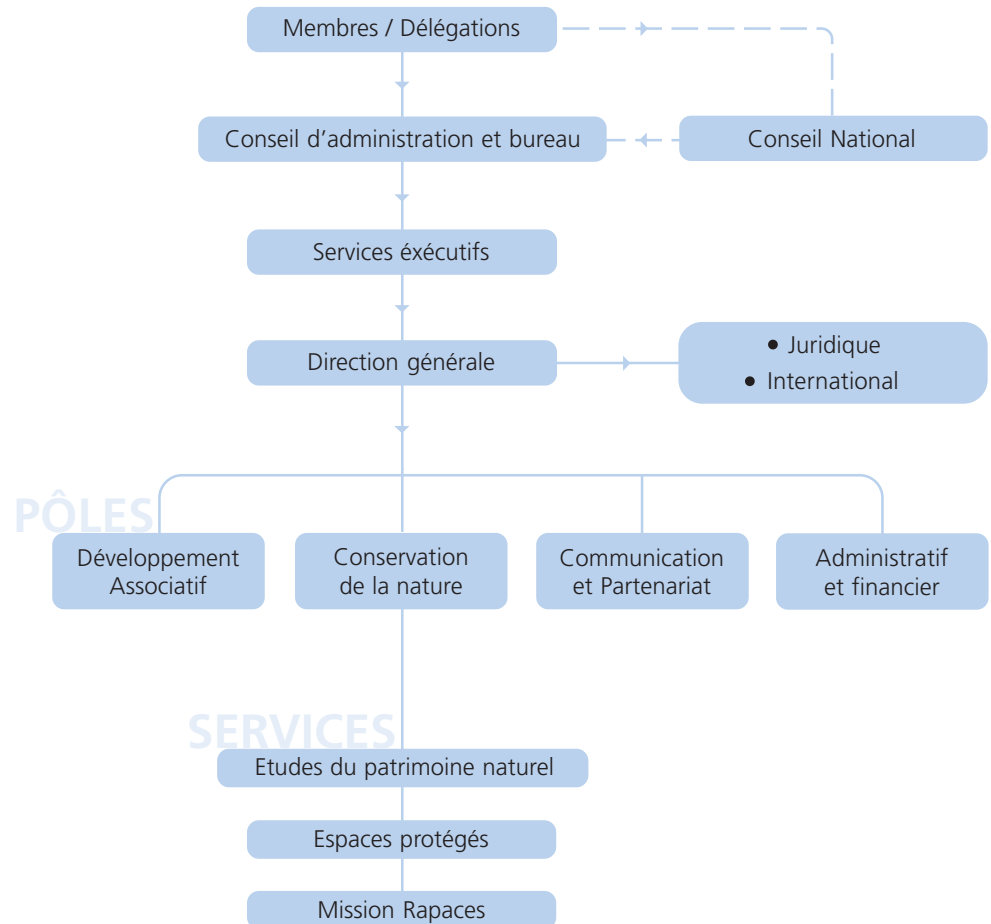 Membres / Délégations
Conseil d'administration et bureau
Conseil National
Services éxécutifs
Direction générale
• Juridique
• International
PÔLES
Développement
Associatif
Conservation
de la nature
Communication
et Partenariat
Administratif
et financier
SERVICES
Etudes du patrimoine naturel
Espaces protégés
Mission Rapaces